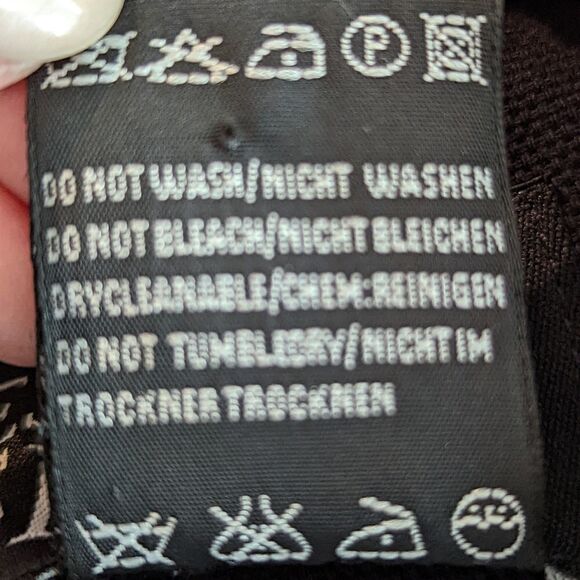 P
DO NOT WASH/NICHT WASHEN
DO NOT BLEACH/NICHT BLEICHEN
DRYCLEANABLE/CHEM:REINIGEN
DO NOT TUMBLEDRY/NICHT IM
TROCKNER TROCKNEN